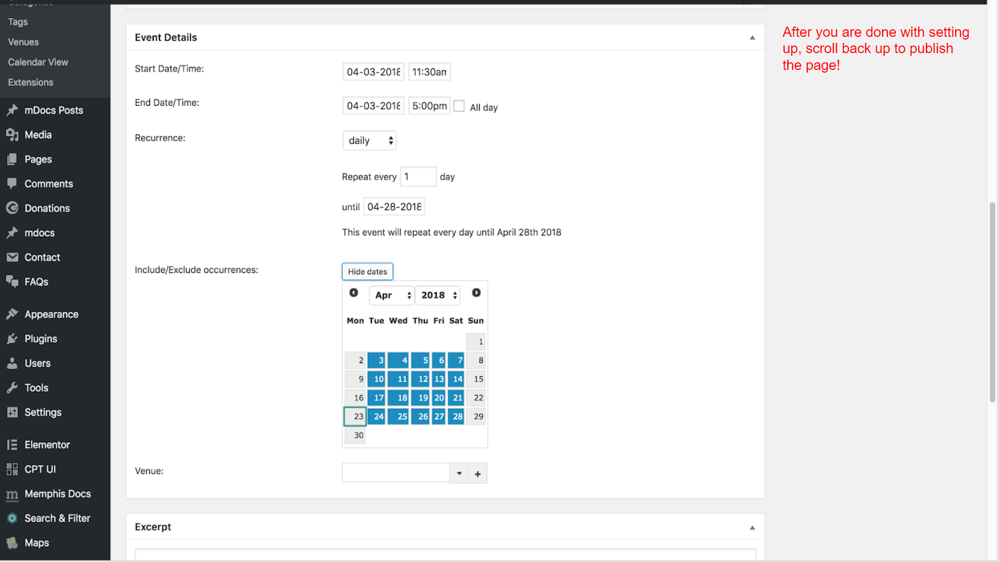 Tags
Venues
Calendar View
Extensions
mDocs Posts
Media
Pages
Comments
Donations
mdocs
Contact
FAQs
Appearance
Plugins
Users
Tools
Settings
Elementor
CPT UI
Memphis Docs
Search & Filter
Maps
Event Details
Start Date/Time:
04-03-2018 11:30am
End Date/Time:
04-03-2018 5:00pm All day
Recurrence:
daily
Repeat every 1 day
until 04-28-2018
This event will repeat every day until April 28th 2018
Include/Exclude occurrences:
Hide dates
Apr 2018
Mon Tue Wed Thu Fri Sat Sun
1
2 3 4 5 6 7 8
9 10 11 12 13 14 15
16 17 18 19 20 21 22
23 24 25 26 27 28 29
30
Venue:
+
Excerpt
After you are done with setting
up, scroll back up to publish
the page!